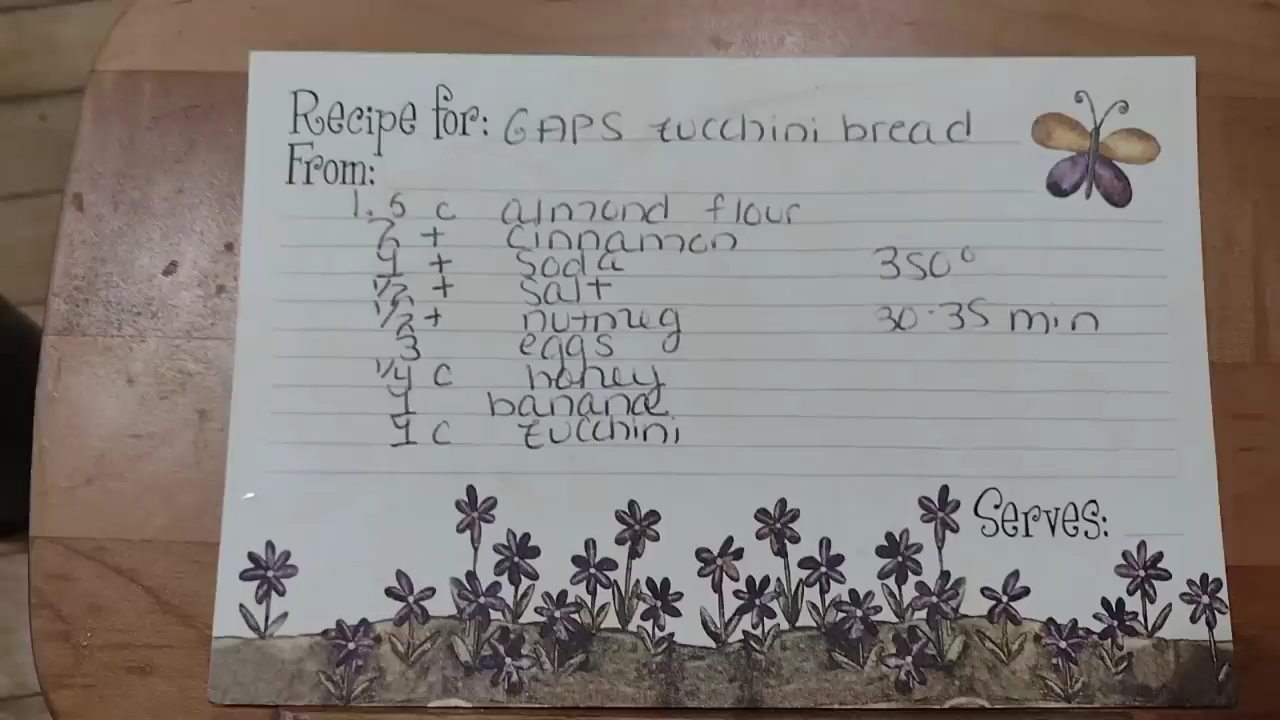 Recipe for: GAPS zucchini bread
From:
1.5 c almond flour
2 t cinnamon
1 t soda 350°
1/2 t salt
1/2 t nutmeg 30-35 min
3 eggs
1/4 c honey
1 banana
1 c zucchini
Serves: